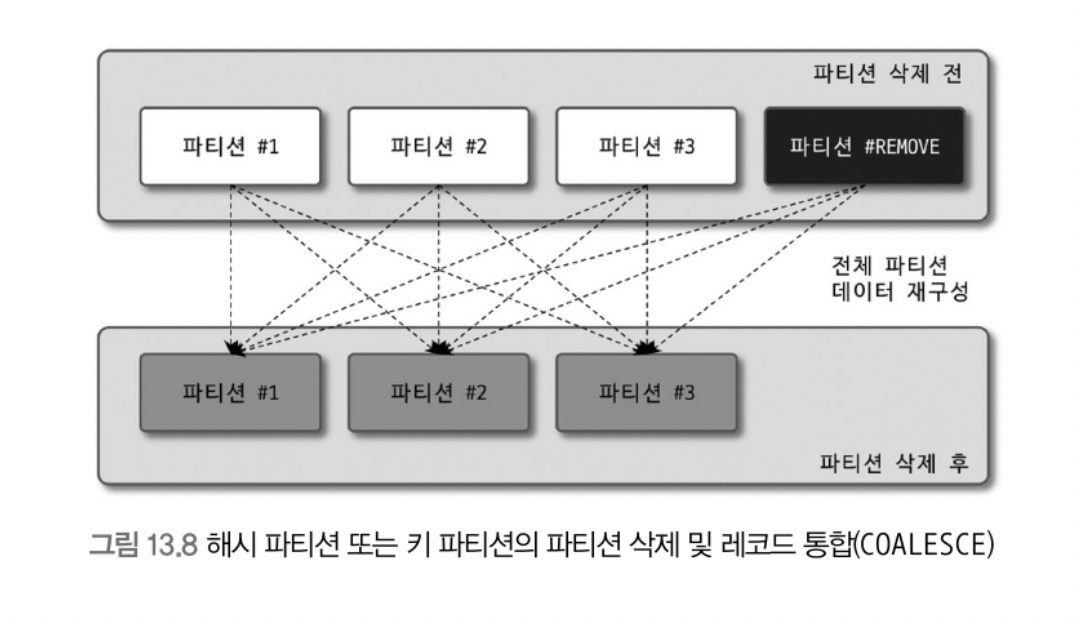 파티션 삭제 전
파티션 #1
파티션 #2
파티션 #3
파티션 #REMOVE
전체 파티션
데이터 재구성
파티션 #1
파티션 #2
파티션 #3
파티션 삭제 후
그림 13.8 해시 파티션 또는 키 파티션의 파티션 삭제 및 레코드 통합(COALESCE)